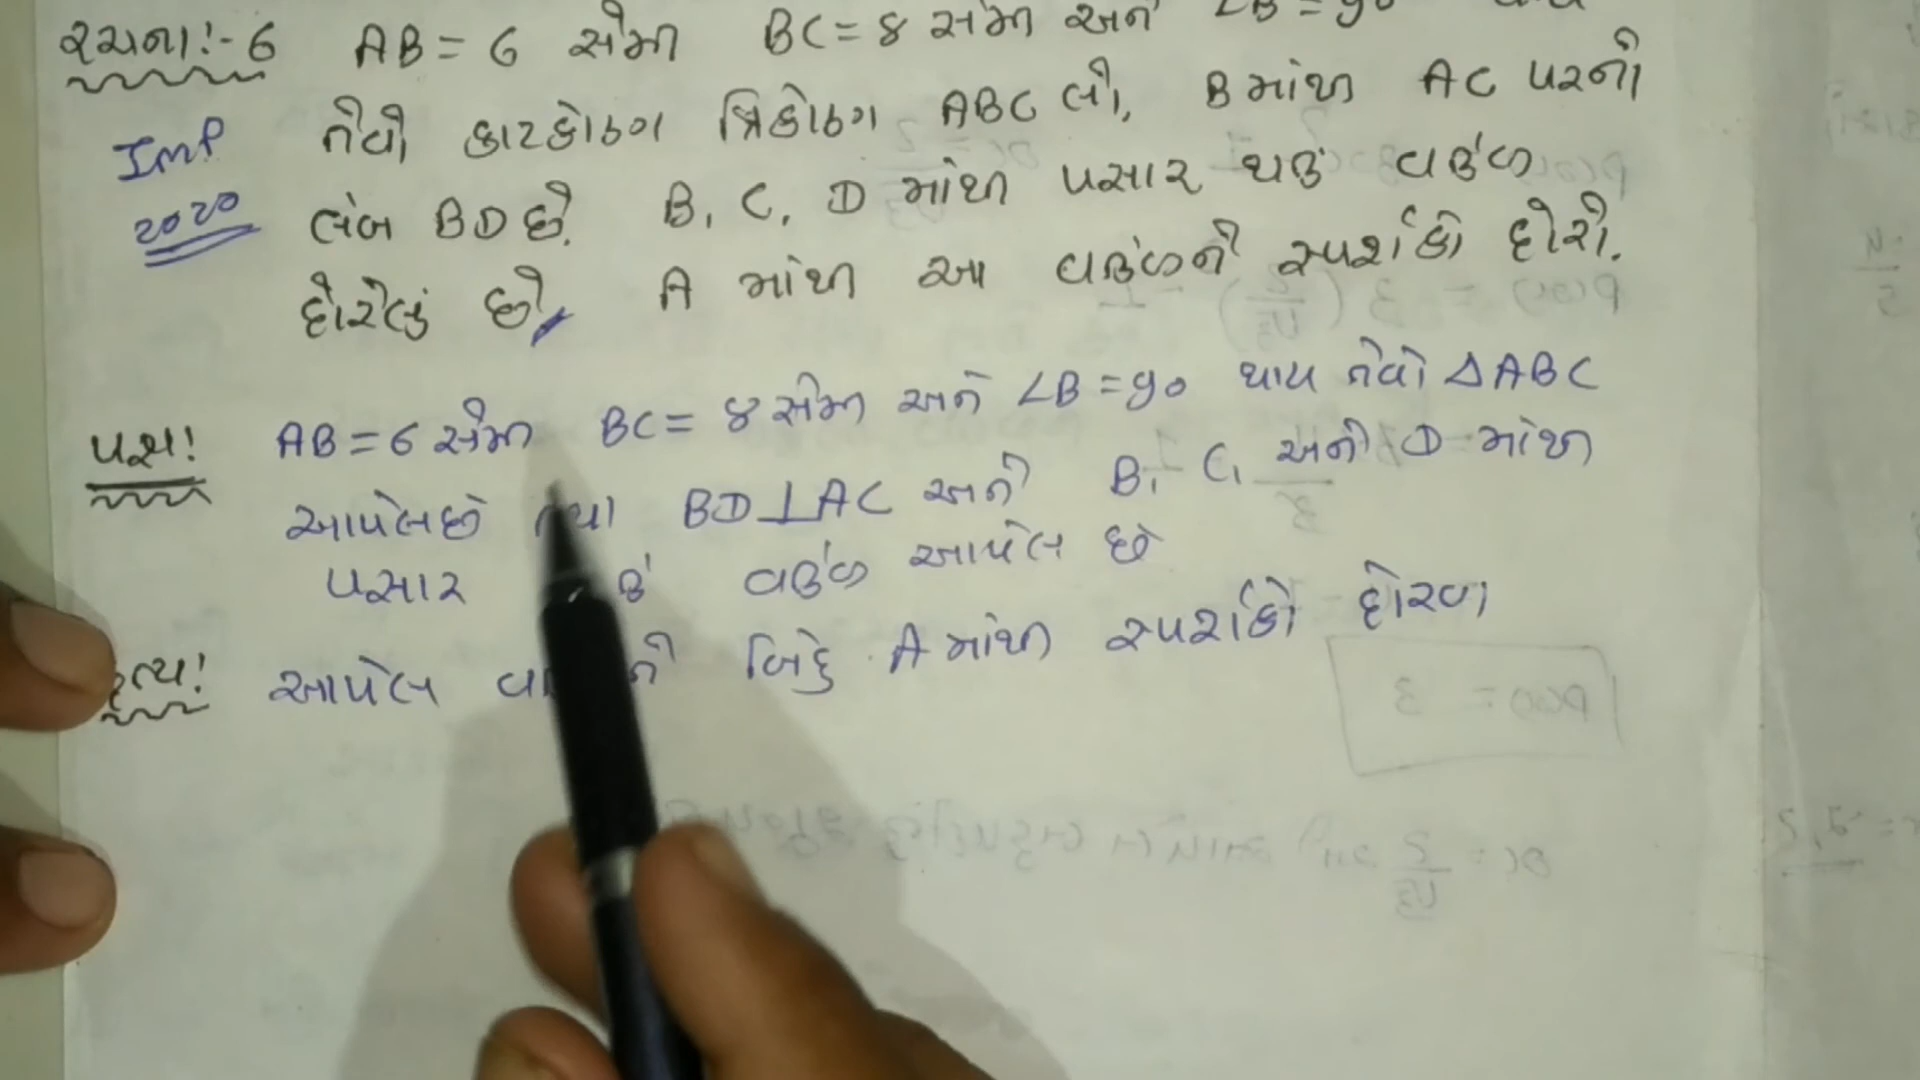 રચના:- 6 AB = 6 સેમી BC = 8 સેમી અને ∠B = 90
તેવો કાટકોણ ત્રિકોણ ABC લો, B માંથી AC પરનો
Imp
લંબ BD છે. B, C, D માંથી પસાર થતું વર્તુળ
2020
દોરેલું છે, A માંથી આ વર્તુળને સ્પર્શકો દોરો.
પક્ષ: AB = 6 સેમી BC = 8 સેમી અને ∠B = 90 થાય તેવો ΔABC
આપેલ છે તથા BD⊥AC અને B, C, અને D માંથી
પસાર વર્તુળ આપેલ છે
આપેલ બિંદુ A માંથી સ્પર્શકો દોરવા